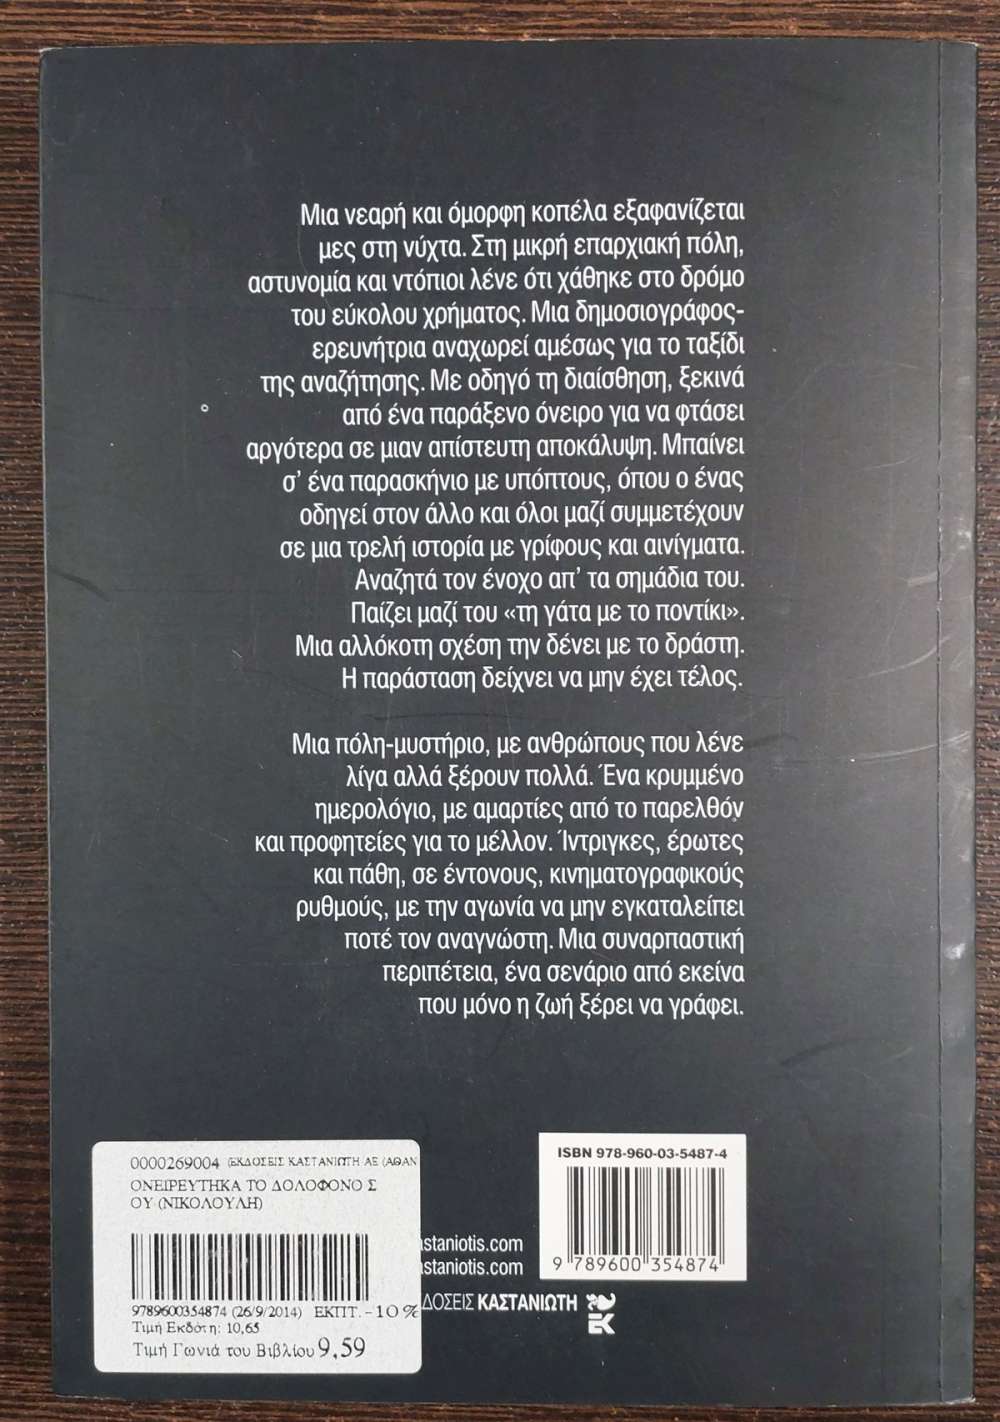 Μια νεαρή και όμορφη κοπέλα εξαφανίζεται
μες στη νύχτα. Στη μικρή επαρχιακή πόλη,
αστυνομία και ντόπιοι λένε ότι χάθηκε στο δρόμο
του εύκολου χρήματος. Μια δημοσιογράφος-
ερευνήτρια αναχωρεί αμέσως για το ταξίδι
της αναζήτησης. Με οδηγό τη διαίσθηση, ξεκινά
από ένα παράξενο όνειρο για να φτάσει
αργότερα σε μιαν απίστευτη αποκάλυψη. Μπαίνει
σ’ ένα παρασκήνιο με υπόπτους, όπου ο ένας
οδηγεί στον άλλο και όλοι μαζί συμμετέχουν
σε μια τρελή ιστορία με γρίφους και αινίγματα.
Αναζητά τον ένοχο απ’ τα σημάδια του.
Παίζει μαζί του «τη γάτα με το ποντίκι».
Μια αλλόκοτη σχέση την δένει με το δράστη.
Η παράσταση δείχνει να μην έχει τέλος.
Μια πόλη-μυστήριο, με ανθρώπους που λένε
λίγα αλλά ξέρουν πολλά. Ένα κρυμμένο
ημερολόγιο, με αμαρτίες από το παρελθόν
και προφητείες για το μέλλον. Ίντριγκες, έρωτες
και πάθη, σε έντονους, κινηματογραφικούς
ρυθμούς, με την αγωνία να μην εγκαταλείπει
ποτέ τον αναγνώστη. Μια συναρπαστική
περιπέτεια, ένα σενάριο από εκείνα
που μόνο η ζωή ξέρει να γράφει.
ISBN 978-960-03-5487-4
9 789600 354874
0000269004 (ΕΚΔΟΣΕΙΣ ΚΑΣΤΑΝΙΩΤΗ ΑΕ (ΑΘΑΝ
ΟΝΕΙΡΕΥΤΗΚΑ ΤΟ ΔΟΛΟΦΟΝΟ Σ
ΟΥ (ΝΙΚΟΛΟΥΛΗ)
9789600354874 (26/9/2014) ΕΚΠΤ. -10%
Τιμή Εκδότη: 10,65
Τιμή Γωνιά του Βιβλίου 9,59
astaniotis.com
astaniotis.com
ΔΟΣΕΙΣ ΚΑΣΤΑΝΙΩΤΗ
ΕΚ